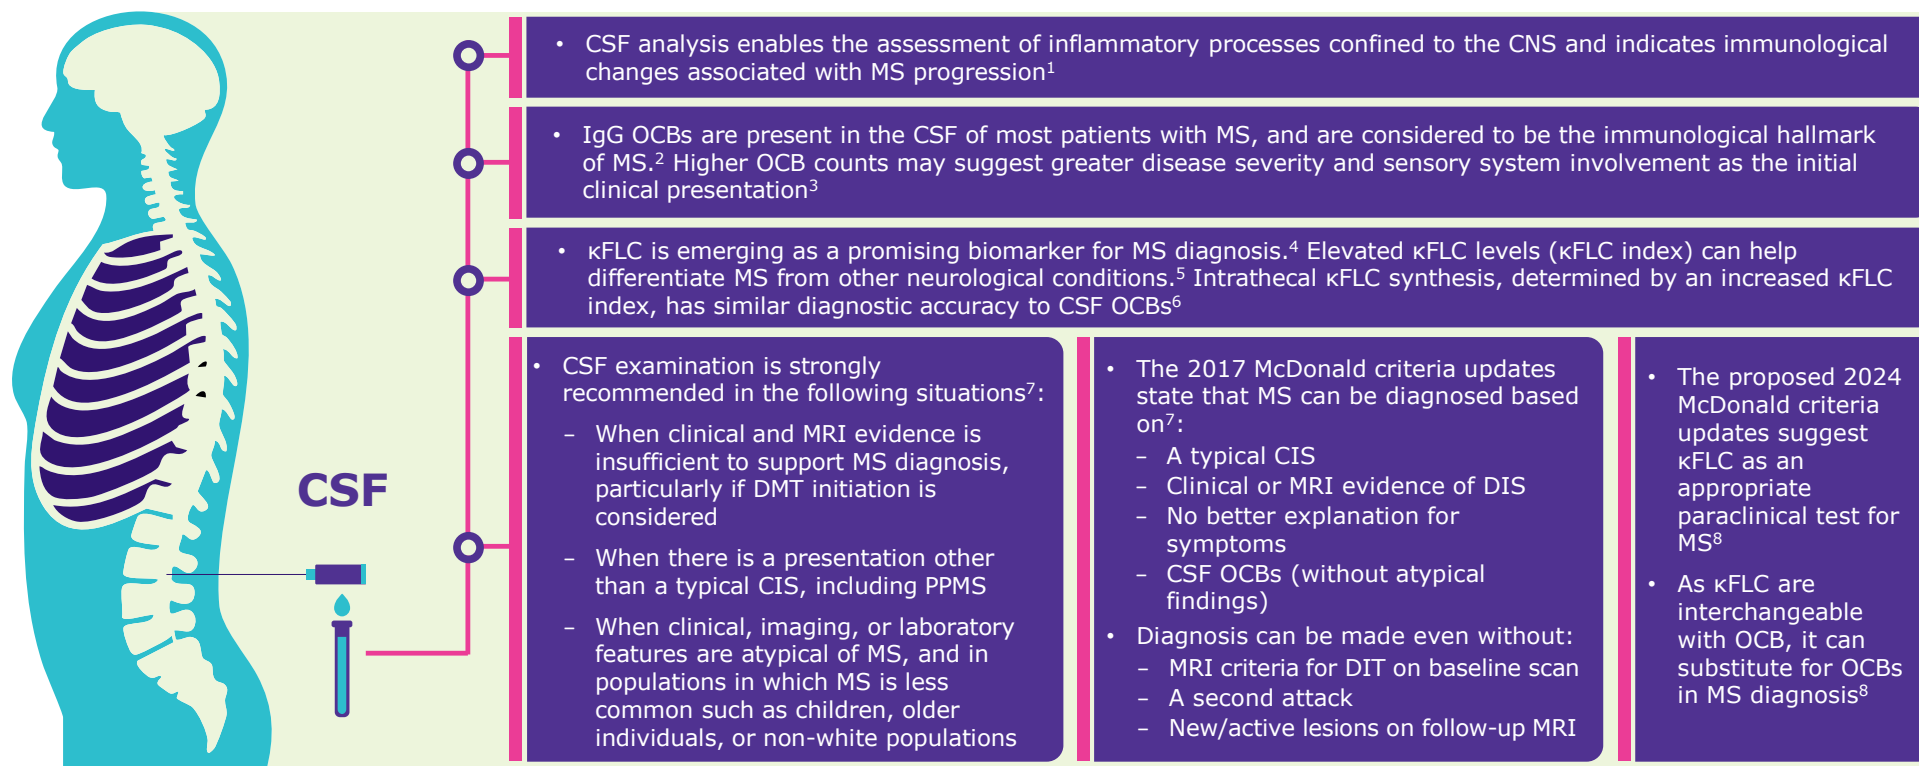 • CSF analysis enables the assessment of inflammatory processes confined to the CNS and indicates immunological
changes associated with MS progression¹
• IgG OCBs are present in the CSF of most patients with MS, and are considered to be the immunological hallmark
of MS.² Higher OCB counts may suggest greater disease severity and sensory system involvement as the initial
clinical presentation³
• κFLC is emerging as a promising biomarker for MS diagnosis.⁴ Elevated κFLC levels (κFLC index) can help
differentiate MS from other neurological conditions.⁵ Intrathecal κFLC synthesis, determined by an increased κFLC
index, has similar diagnostic accuracy to CSF OCBs⁶
CSF
• CSF examination is strongly
recommended in the following situations⁷:
– When clinical and MRI evidence is
insufficient to support MS diagnosis,
particularly if DMT initiation is
considered
– When there is a presentation other
than a typical CIS, including PPMS
– When clinical, imaging, or laboratory
features are atypical of MS, and in
populations in which MS is less
common such as children, older
individuals, or non-white populations
• The 2017 McDonald criteria updates
state that MS can be diagnosed based
on⁷:
– A typical CIS
– Clinical or MRI evidence of DIS
– No better explanation for
symptoms
– CSF OCBs (without atypical
findings)
• Diagnosis can be made even without:
– MRI criteria for DIT on baseline scan
– A second attack
– New/active lesions on follow-up MRI
• The proposed 2024
McDonald criteria
updates suggest
κFLC as an
appropriate
paraclinical test for
MS⁸
• As κFLC are
interchangeable
with OCB, it can
substitute for OCBs
in MS diagnosis⁸